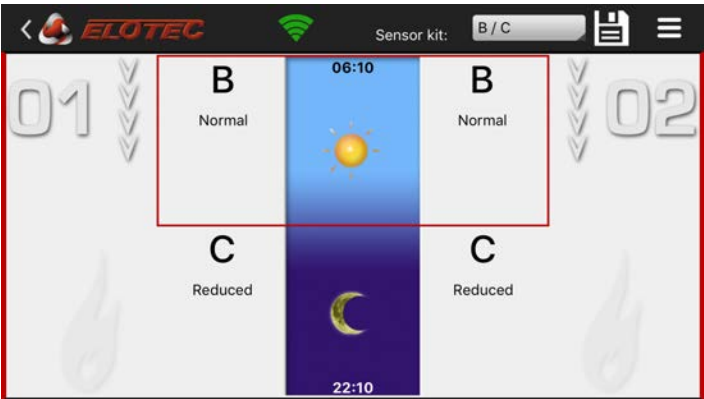 ELOTEC
Sensor kit: B / C
01
B
Normal
06:10
B
Normal
02
C
Reduced
C
Reduced
22:10